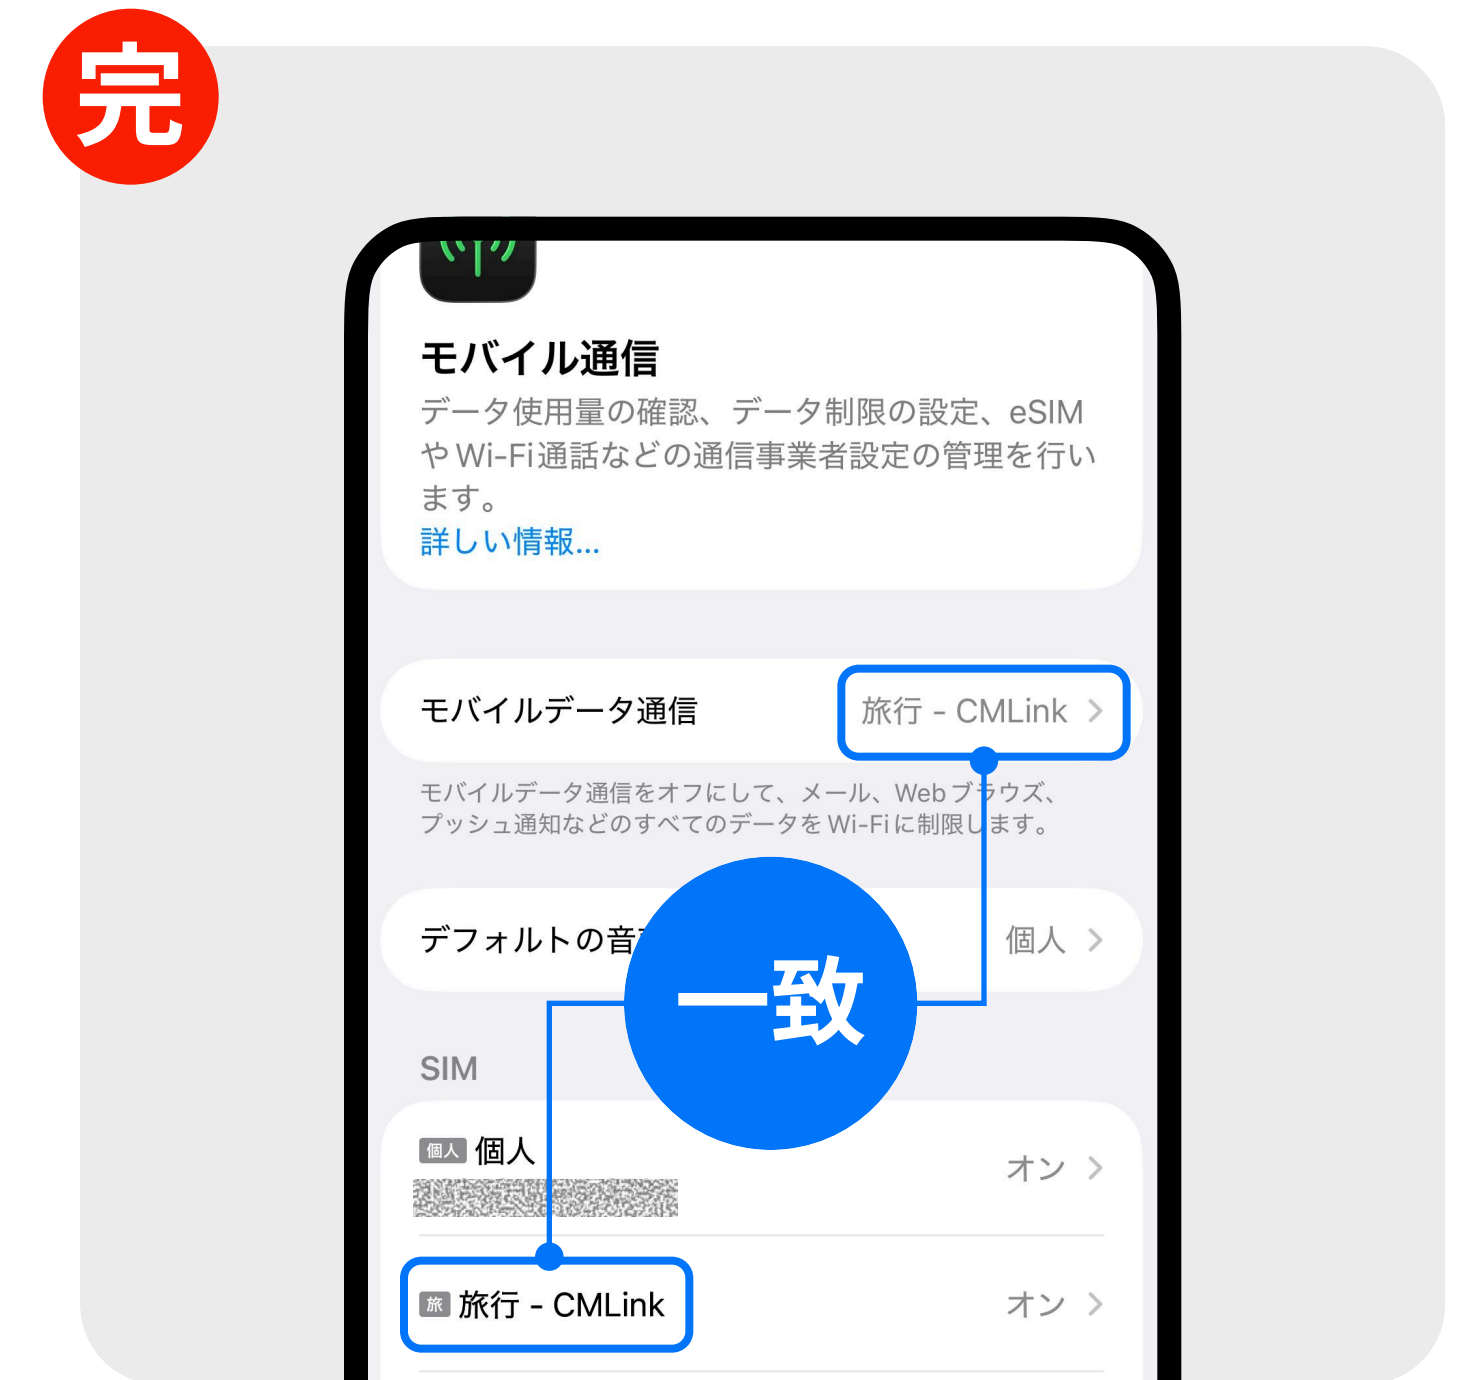 完
モバイル通信
データ使用量の確認、データ制限の設定、eSIM
やWi-Fi通話などの通信事業者設定の管理を行い
ます。
詳しい情報...
モバイルデータ通信
旅行 - CMLink
モバイルデータ通信をオフにして、メール、Webブラウズ、
プッシュ通知などのすべてのデータをWi-Fiに制限します。
デフォルトの音
個人
一致
SIM
個人 個人
オン
旅 旅行 - CMLink
オン